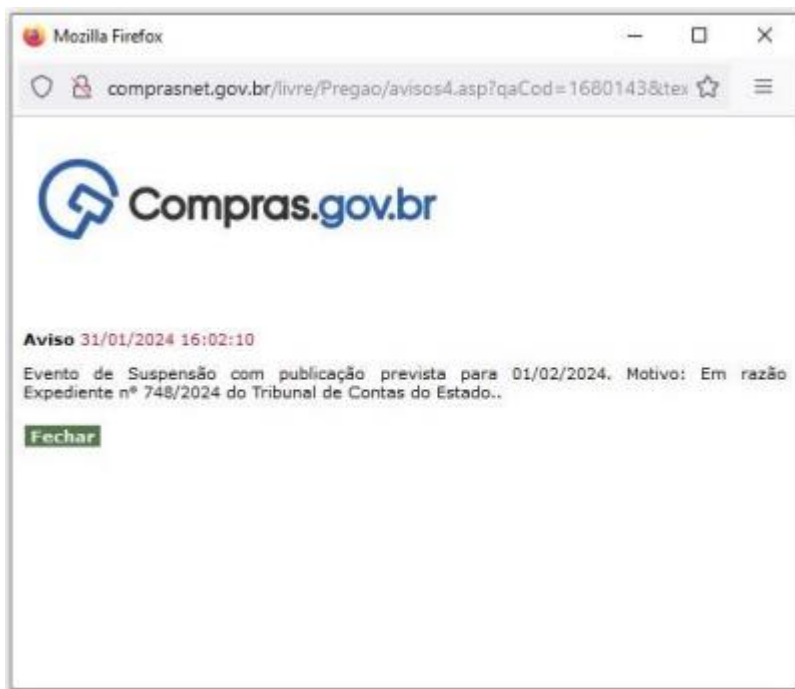 Mozilla Firefox
comprasnet.gov.br/livre/Pregao/avisos4.asp?qaCod=1680143&tex
Compras.gov.br
Aviso 31/01/2024 16:02:10
Evento de Suspensão com publicação prevista para 01/02/2024. Motivo: Em razão
Expediente nº 748/2024 do Tribunal de Contas do Estado..
Fechar